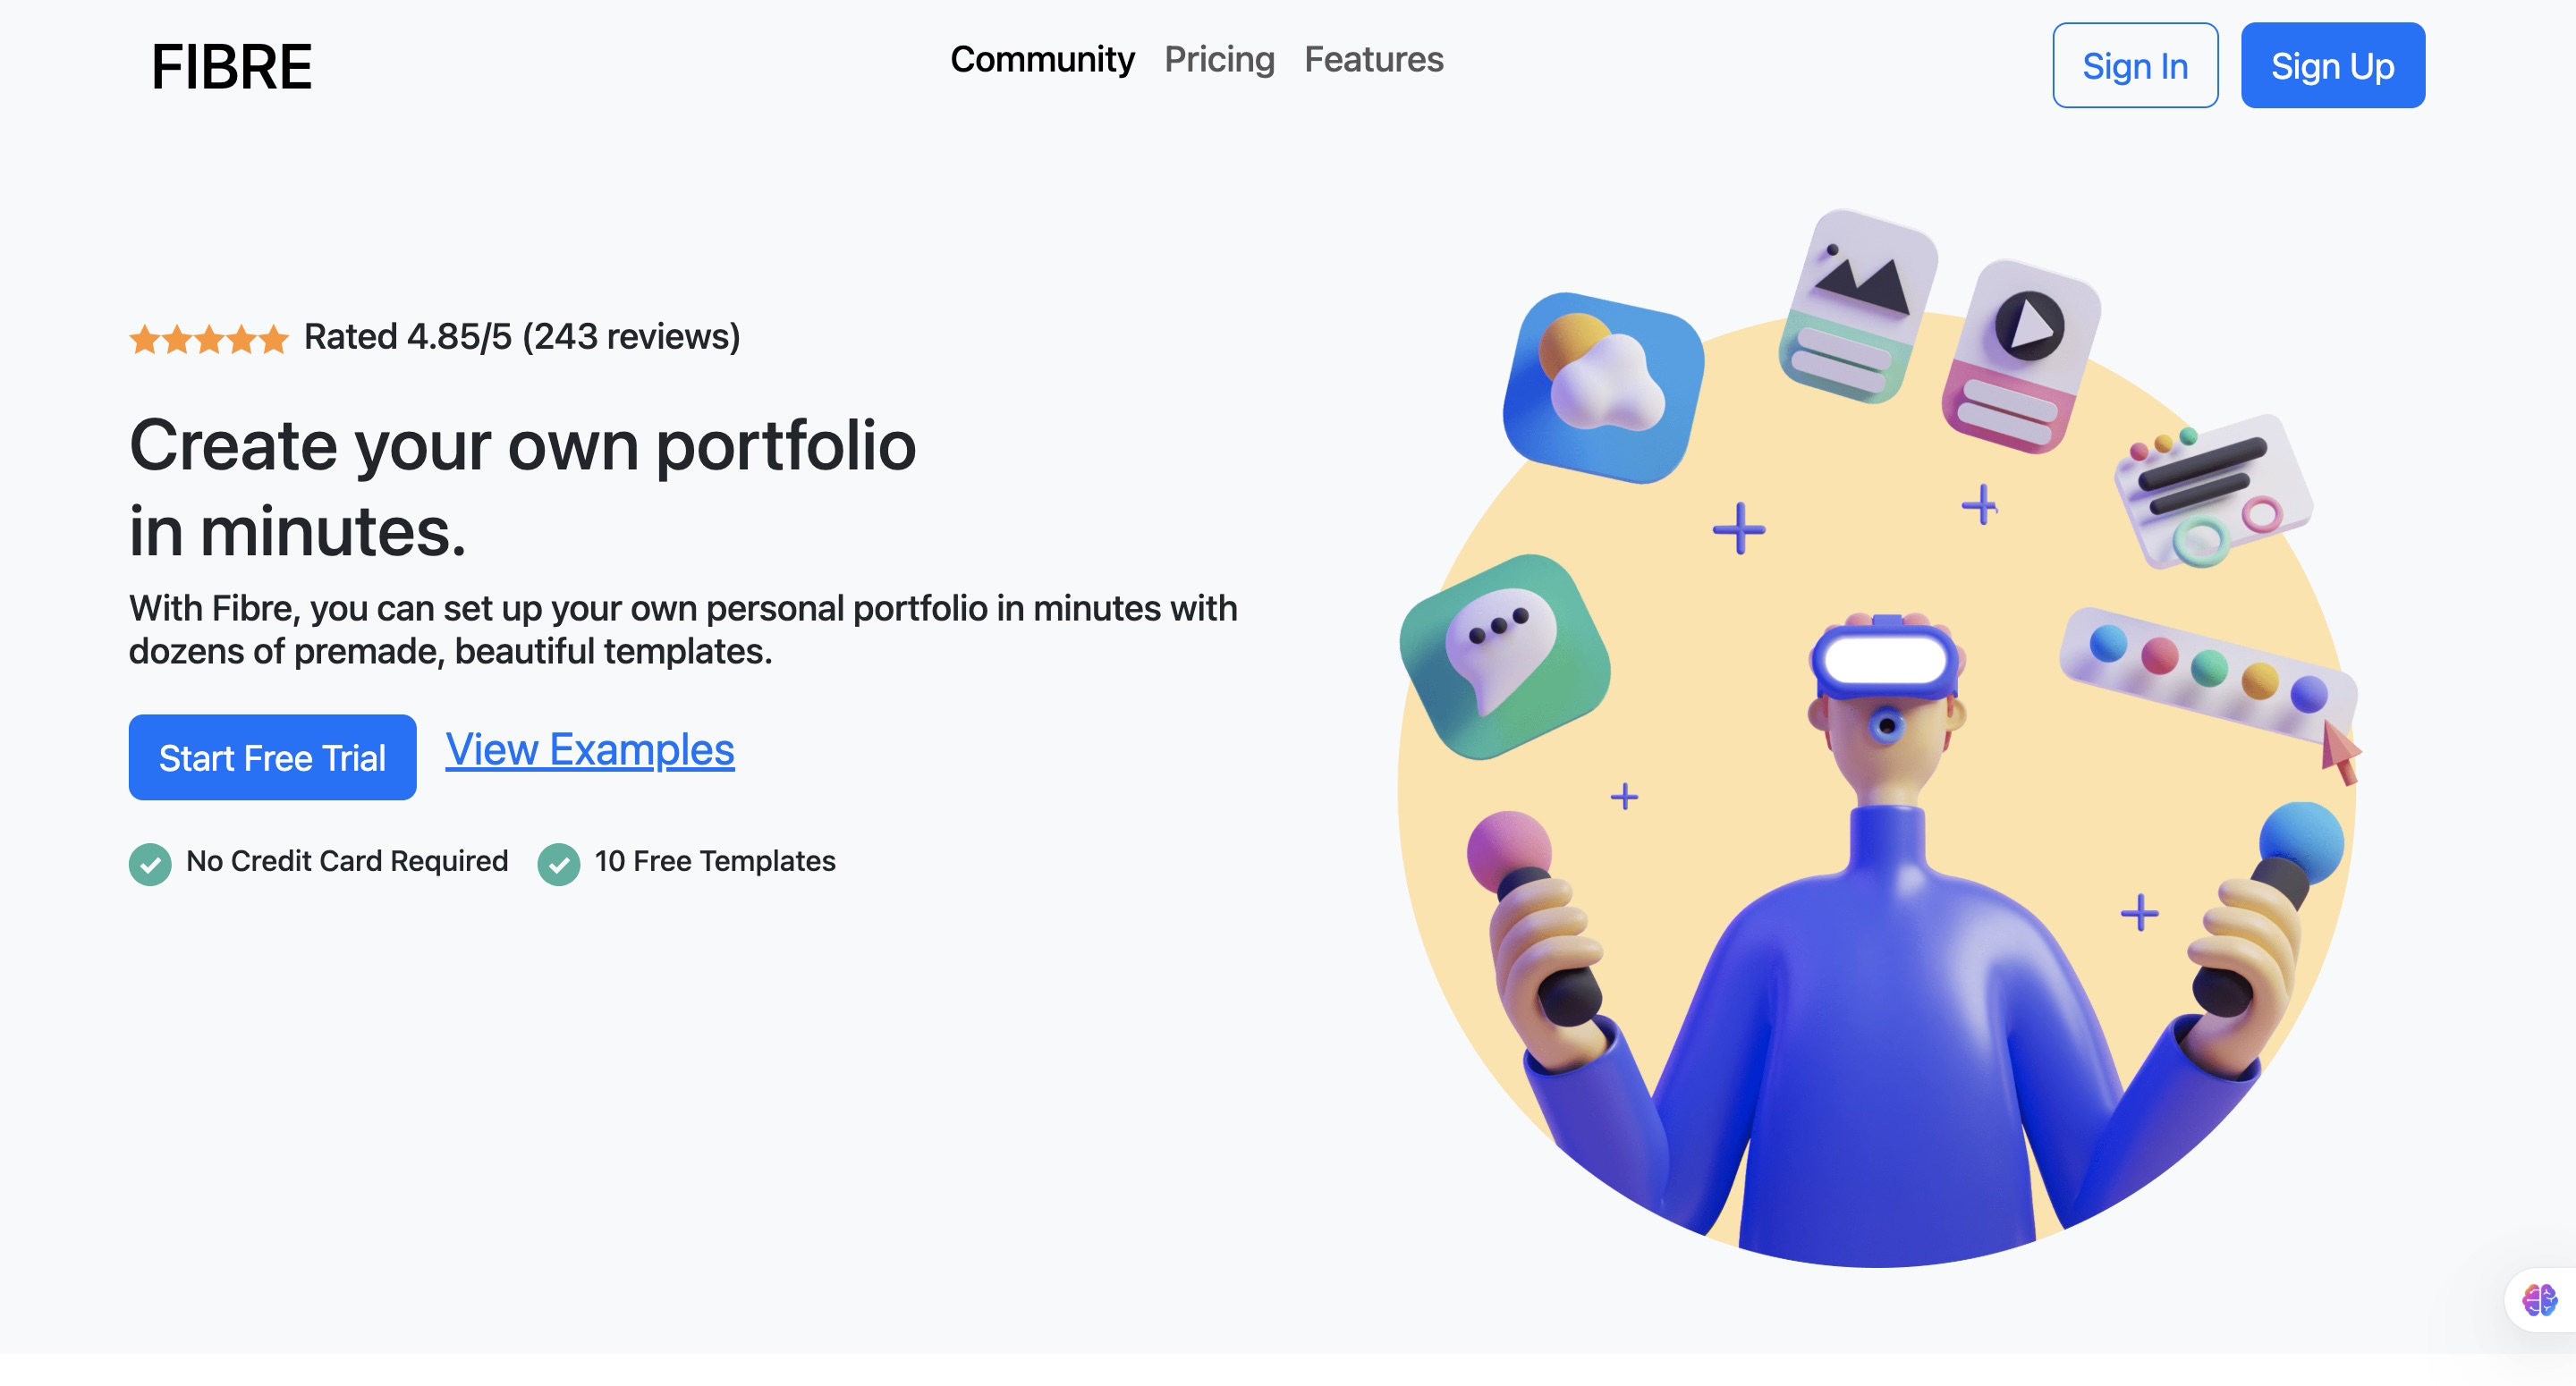 FIBRE
Community Pricing Features
Sign In
Sign Up
Rated 4.85/5 (243 reviews)
Create your own portfolio
in minutes.
With Fibre, you can set up your own personal portfolio in minutes with
dozens of premade, beautiful templates.
Start Free Trial
View Examples
No Credit Card Required
10 Free Templates